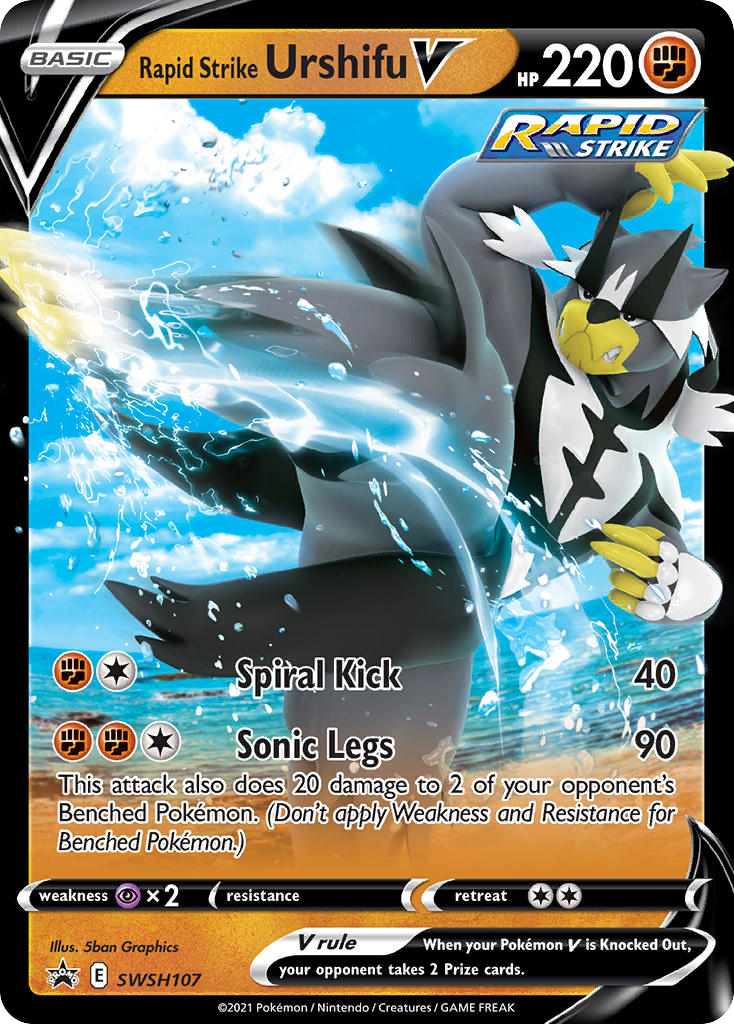 BASIC
Rapid Strike Urshifu V
HP 220
RAPID
STRIKE
Spiral Kick 40
Sonic Legs 90
This attack also does 20 damage to 2 of your opponent's
Benched Pokémon. (Don't apply Weakness and Resistance for
Benched Pokémon.)
weakness ×2 resistance retreat
Illus. 5ban Graphics
V rule When your Pokémon V is Knocked Out,
your opponent takes 2 Prize cards.
PROMO E SWSH107
©2021 Pokémon / Nintendo / Creatures / GAME FREAK